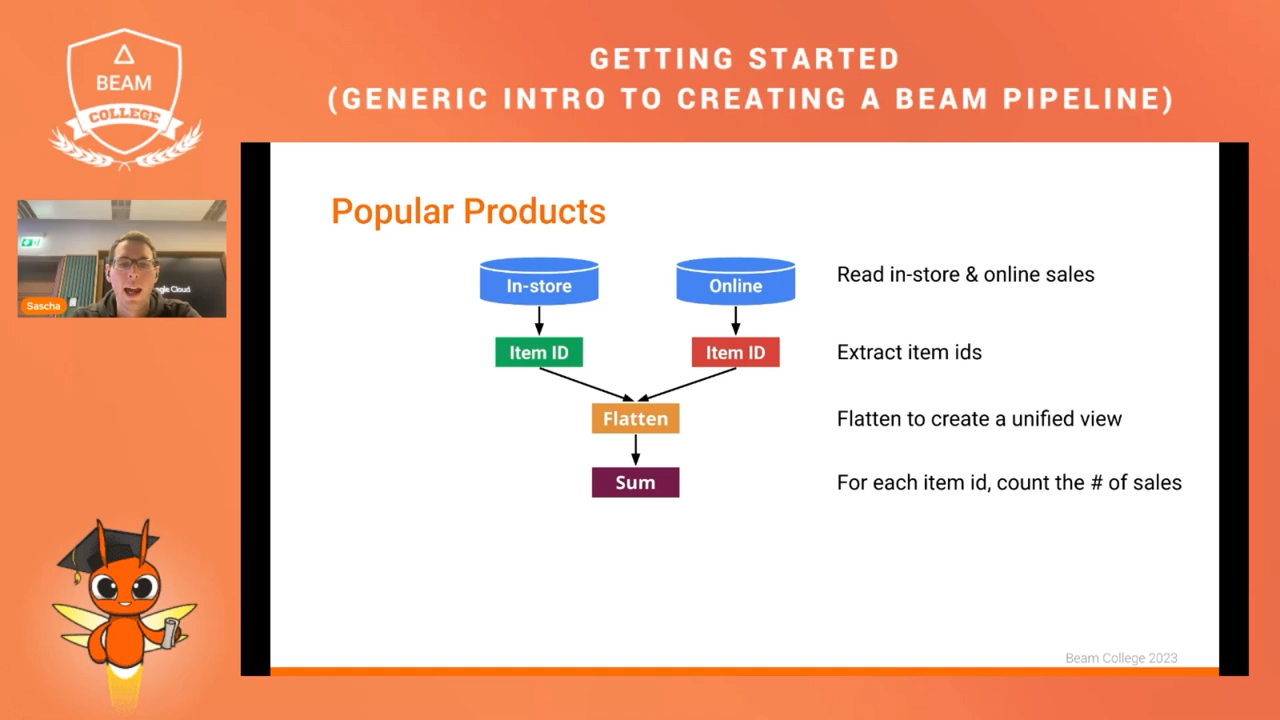 BEAM
COLLEGE
GETTING STARTED
(GENERIC INTRO TO CREATING A BEAM PIPELINE)
Sascha
gle Cloud
Popular Products
In-store
Online
Read in-store & online sales
Item ID
Item ID
Extract item ids
Flatten
Flatten to create a unified view
Sum
For each item id, count the # of sales
Beam College 2023